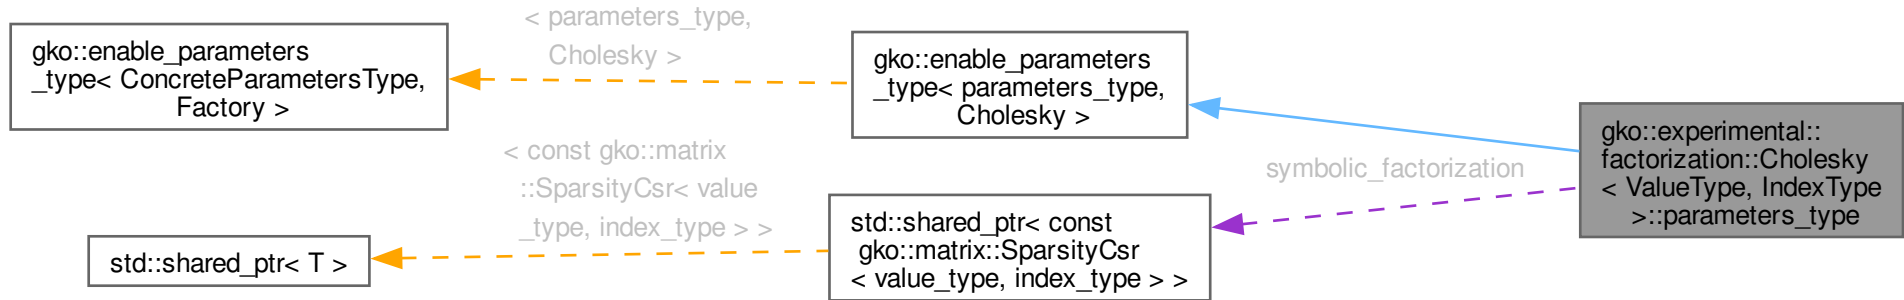 gko::enable_parameters
_type< ConcreteParametersType,
Factory >
< parameters_type,
Cholesky >
gko::enable_parameters
_type< parameters_type,
Cholesky >
gko::experimental::
factorization::Cholesky
< ValueType, IndexType
>::parameters_type
symbolic_factorization
std::shared_ptr< T >
< const gko::matrix
::SparsityCsr< value
_type, index_type > >
std::shared_ptr< const
gko::matrix::SparsityCsr
< value_type, index_type > >